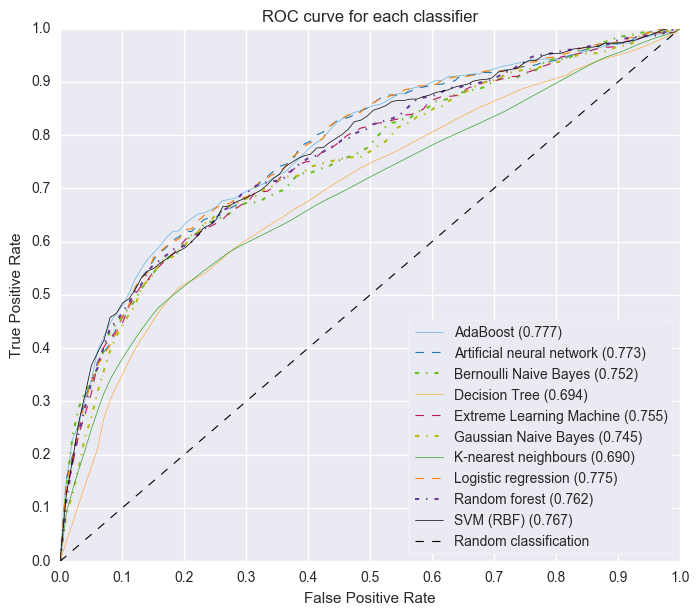 ROC curve for each classifier
1.0
0.9
0.8
0.7
0.6
0.5
0.4
0.3
0.2
0.1
0.0
True Positive Rate
AdaBoost (0.777)
Artificial neural network (0.773)
Bernoulli Naive Bayes (0.752)
Decision Tree (0.694)
Extreme Learning Machine (0.755)
Gaussian Naive Bayes (0.745)
K-nearest neighbours (0.690)
Logistic regression (0.775)
Random forest (0.762)
SVM (RBF) (0.767)
Random classification
0.0 0.1 0.2 0.3 0.4 0.5 0.6 0.7 0.8 0.9 1.0
False Positive Rate